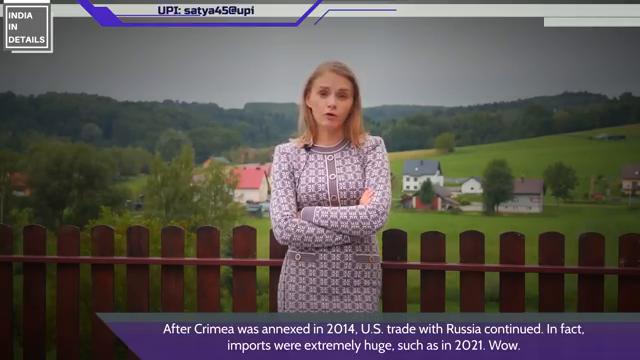 INDIA
IN
DETAILS
UPI: satya45@upi
After Crimea was annexed in 2014, U.S. trade with Russia continued. In fact,
imports were extremely huge, such as in 2021. Wow.